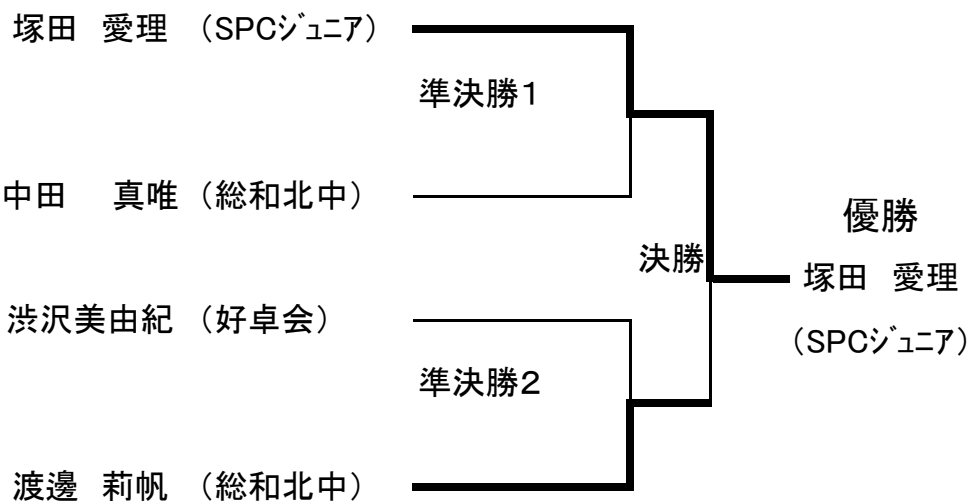 塚田　愛理　（SPCｼﾞｭﾆｱ）
準決勝１
中田　真唯　（総和北中）
優勝
決勝
塚田　愛理
（SPCｼﾞｭﾆｱ）
渋沢美由紀　（好卓会）
準決勝２
渡邊　莉帆　（総和北中）